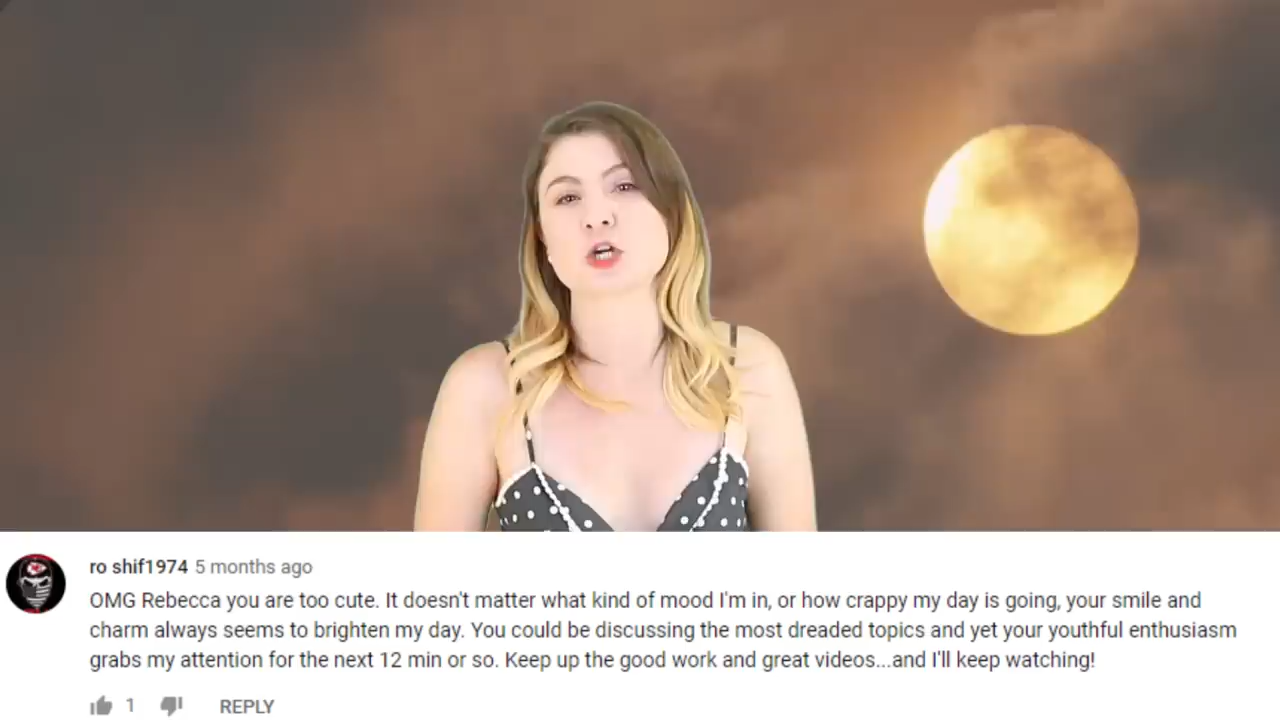 ro shif1974 5 months ago
OMG Rebecca you are too cute. It doesn't matter what kind of mood I'm in, or how crappy my day is going, your smile and
charm always seems to brighten my day. You could be discussing the most dreaded topics and yet your youthful enthusiasm
grabs my attention for the next 12 min or so. Keep up the good work and great videos...and I'll keep watching!
1 REPLY